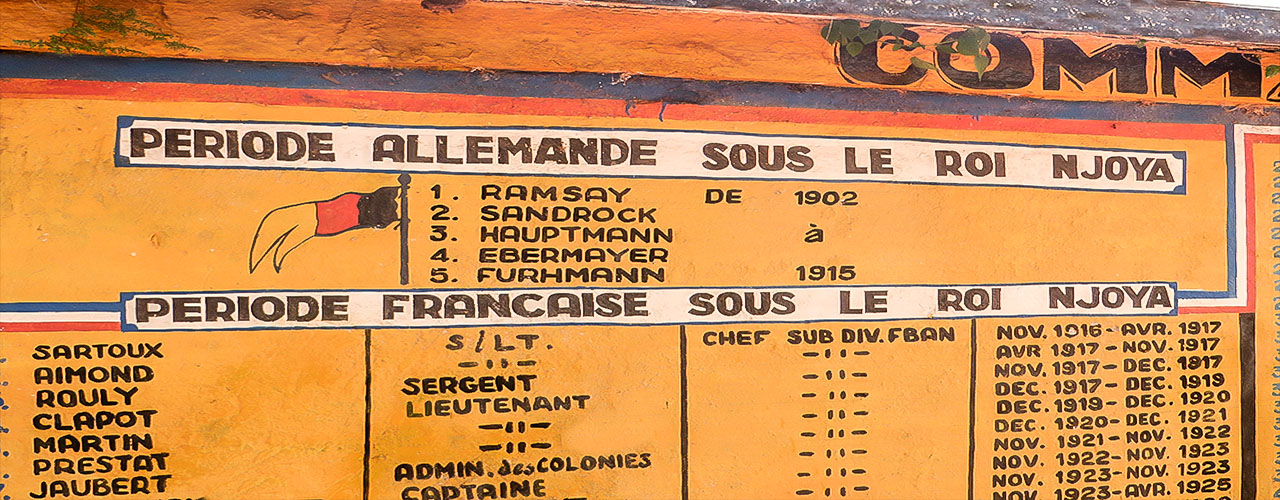 COMM
PERIODE ALLEMANDE SOUS LE ROI NJOYA
1. RAMSAY DE 1902
2. SANDROCK
3. HAUPTMANN à
4. EBERMAYER
5. FURHMANN 1915
PERIODE FRANCAISE SOUS LE ROI NJOYA
SARTOUX S/LT. CHEF SUB DIV. FBAN NOV. 1916 - AVR. 1917
AIMOND -"- -"- AVR 1917 - NOV. 1917
ROULY SERGENT -"- NOV. 1917 - DEC. 1917
CLAPOT LIEUTENANT -"- DEC. 1917 - DEC. 1919
MARTIN -"- -"- DEC. 1919 - DEC. 1920
PRESTAT -"- -"- DEC. 1920 - DEC. 1921
JAUBERT ADMIN. des COLONIES -"- NOV. 1921 - NOV. 1922
CAPTAINE -"- NOV. 1922 - NOV. 1923
-"- NOV. 1923 - NOV. 1923
NOV 1923 - AVR. 1925